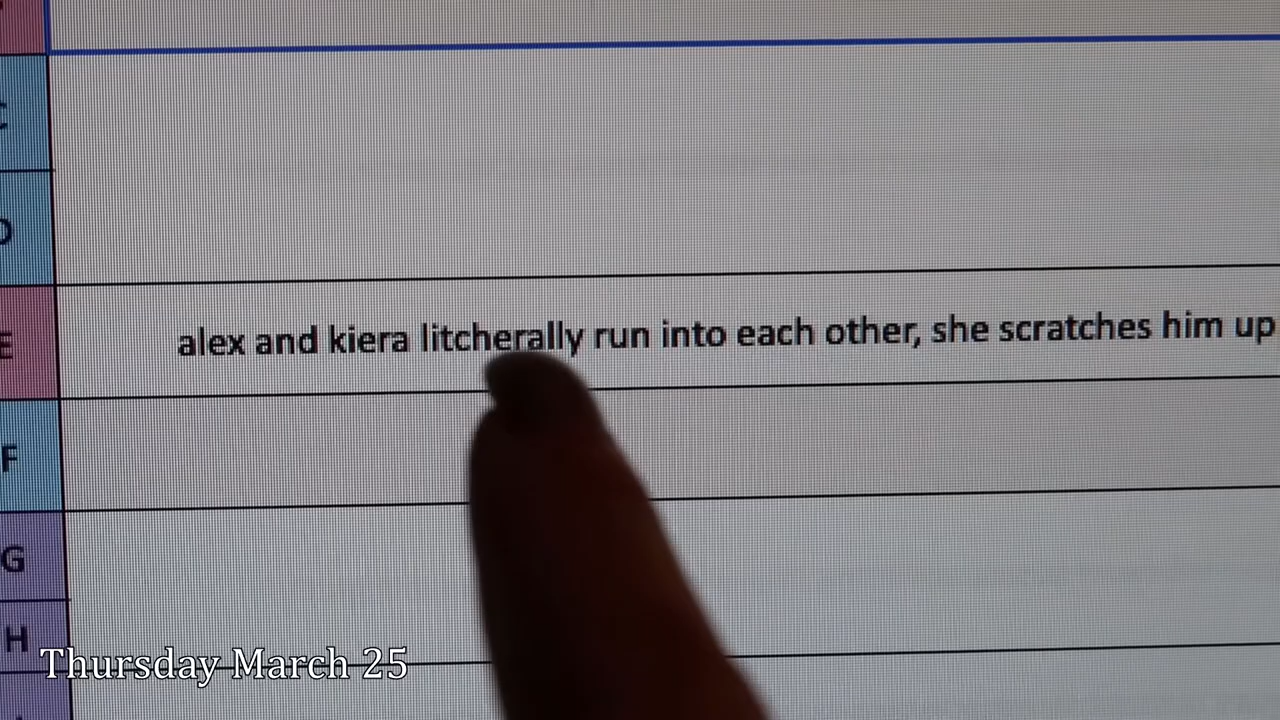 C
D
E
alex and kiera litcherally run into each other, she scratches him up
F
G
H
Thursday March 25